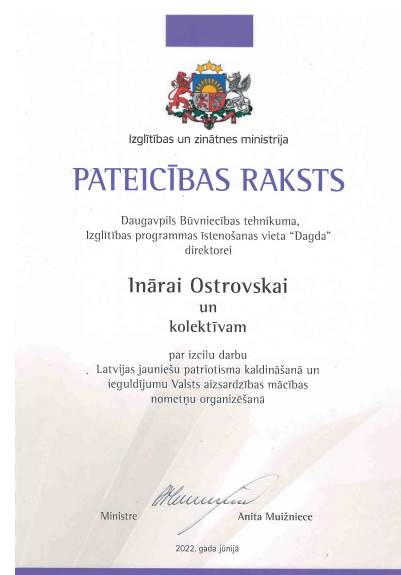 Izglītības un zinātnes ministrija
PATEICĪBAS RAKSTS
Daugavpils Būvniecības tehnikuma,
Izglītības programmas īstenošanas vieta “Dagda”
direktorei
Inārai Ostrovskai
un
kolektīvam
par izcilu darbu
Latvijas jauniešu patriotisma kaldināšanā un
ieguldījumu Valsts aizsardzības mācības
nometņu organizēšanā
Ministre Anita Muižniece
2022. gada jūnijā